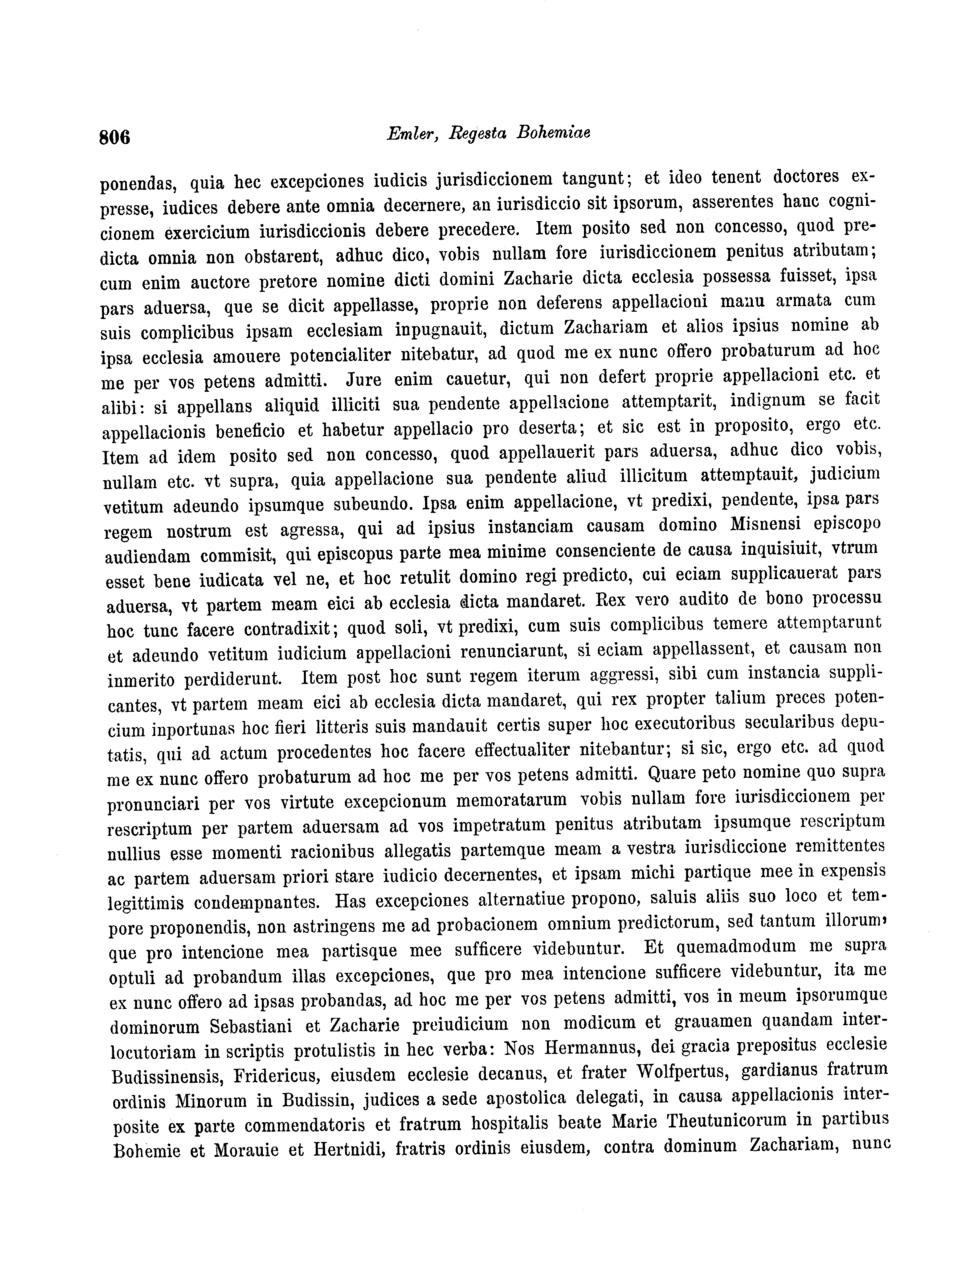 806 Emler, Regesta Bohemiae
ponendas, quia hec excepciones iudicis jurisdiccionem tangunt; et ideo tenent doctores ex-
presse, iudices debere ante omnia decernere, an iurisdiccio sit ipsorum, asserentes hanc cogni-
cionem exercicium iurisdiccionis debere precedere. Item posito sed non concesso, quod pre-
dicta omnia non obstarent, adhuc dico, vobis nullam fore iurisdiccionem penitus atributam;
cum enim auctore pretore nomine dicti domini Zacharie dicta ecclesia possessa fuisset, ipsa
pars aduersa, que se dicit appellasse, proprie non deferens appellacioni manu armata cum
suis complicibus ipsam ecclesiam inpugnauit, dictum Zachariam et alios ipsius nomine ab
ipsa ecclesia amouere potencialiter nitebatur, ad quod me ex nunc offero probaturum ad hoc
me per vos petens admitti. Jure enim cauetur, qui non defert proprie appellacioni etc. et
alibi: si appellans aliquid illiciti sua pendente appellacione attemptarit, indignum se facit
appellacionis beneficio et habetur appellacio pro deserta; et sic est in proposito, ergo etc.
Item ad idem posito sed non concesso, quod appellauerit pars aduersa, adhuc dico vobis,
nullam etc. vt supra, quia appellacione sua pendente aliud illicitum attemptauit, judicium
vetitum adeundo ipsumque subeundo. Ipsa enim appellacione, vt predixi, pendente, ipsa pars
regem nostrum est agressa, qui ad ipsius instanciam causam domino Misnensi episcopo
audiendam commisit, qui episcopus parte mea minime consenciente de causa inquisiuit, vtrum
esset bene iudicata vel ne, et hoc retulit domino regi predicto, cui eciam supplicauerat pars
aduersa, vt partem meam eici ab ecclesia dicta mandaret. Rex vero audito de bono processu
hoc tunc facere contradixit; quod soli, vt predixi, cum suis complicibus temere attemptarunt
et adeundo vetitum iudicium appellacioni renunciarunt, si eciam appellassent, et causam non
inmerito perdiderunt. Item post hoc sunt regem iterum aggressi, sibi cum instancia suppli-
cantes, vt partem meam eici ab ecclesia dicta mandaret, qui rex propter talium preces poten-
cium inportunas hoc fieri litteris suis mandauit certis super hoc executoribus secularibus depu-
tatis, qui ad actum procedentes hoc facere effectualiter nitebantur; si sic, ergo etc. ad quod
me ex nunc offero probaturum ad hoc me per vos petens admitti. Quare peto nomine quo supra
pronunciari per vos virtute excepcionum memoratarum vobis nullam fore iurisdiccionem per
rescriptum per partem aduersam ad vos impetratum penitus atributam ipsumque rescriptum
nullius esse momenti racionibus allegatis partemque meam a vestra iurisdiccione remittentes
ac partem aduersam priori stare iudicio decernentes, et ipsam michi partique mee in expensis
legittimis condempnantes. Has excepciones alternatiue propono, saluis aliis suo loco et tem-
pore proponendis, non astringens me ad probacionem omnium predictorum, sed tantum illorum,
que pro intencione mea partisque mee sufficere videbuntur. Et quemadmodum me supra
optuli ad probandum illas excepciones, que pro mea intencione sufficere videbuntur, ita me
ex nunc offero ad ipsas probandas, ad hoc me per vos petens admitti, vos in meum ipsorumque
dominorum Sebastiani et Zacharie preiudicium non modicum et grauamen quandam inter-
locutoriam in scriptis protulistis in hec verba: Nos Hermannus, dei gracia prepositus ecclesie
Budissinensis, Fridericus, eiusdem ecclesie decanus, et frater Wolfpertus, gardianus fratrum
ordinis Minorum in Budissin, judices a sede apostolica delegati, in causa appellacionis inter-
posite ex parte commendatoris et fratrum hospitalis beate Marie Theutunicorum in partibus
Bohemie et Morauie et Hertnidi, fratris ordinis eiusdem, contra dominum Zachariam, nunc